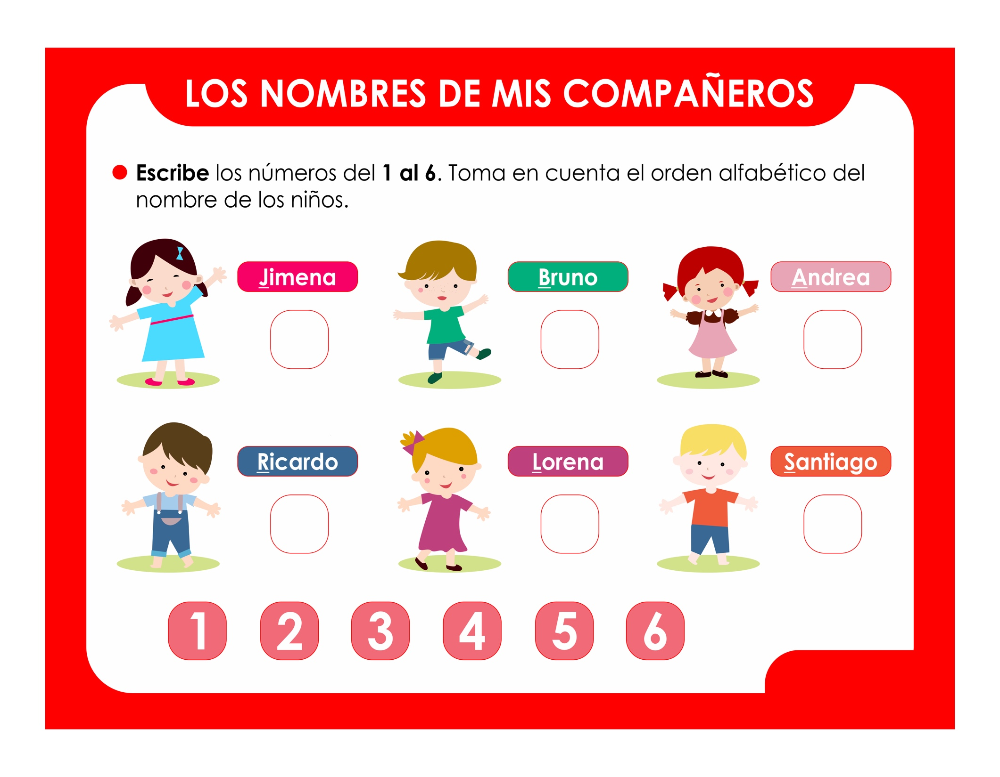 LOS NOMBRES DE MIS COMPAÑEROS
Escribe los números del 1 al 6. Toma en cuenta el orden alfabético del
nombre de los niños.
Jimena
Bruno
Andrea
Ricardo
Lorena
Santiago
1 2 3 4 5 6